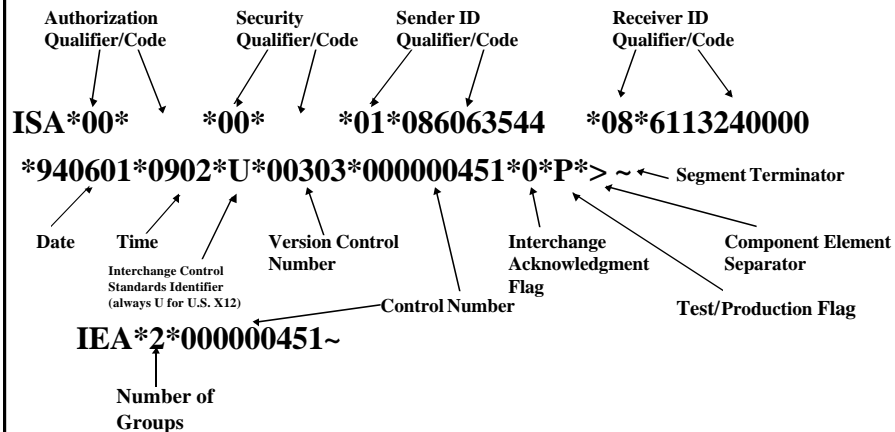 Authorization Security Sender ID Receiver ID
Qualifier/Code Qualifier/Code Qualifier/Code Qualifier/Code
ISA*00* *00* *01*086063544 *08*6113240000
*940601*0902*U*00303*000000451*0*P*>~ Segment Terminator
Date Time Version Control Interchange Component Element
Number Acknowledgment Separator
Flag
Interchange Control
Standards Identifier
(always U for U.S. X12)
Control Number Test/Production Flag
IEA*2*000000451~
Number of
Groups